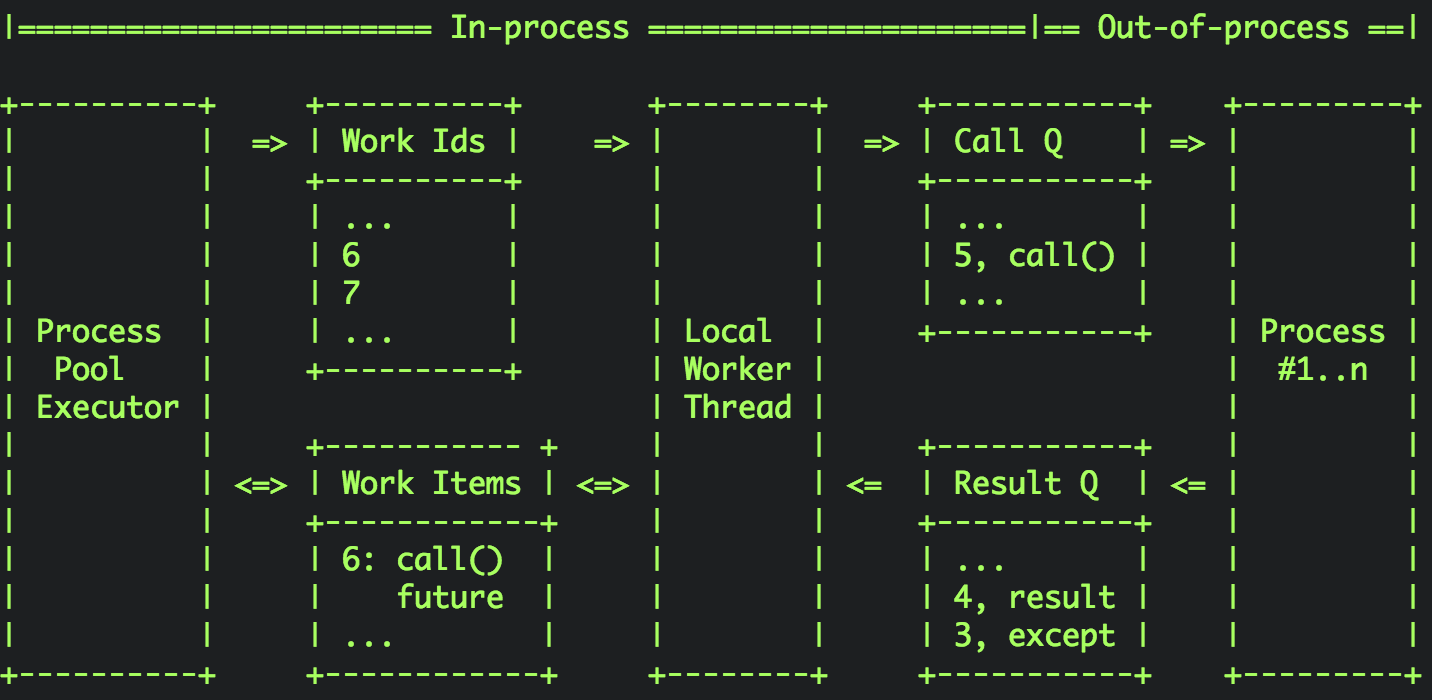 |======================= In-process =====================|== Out-of-process ==|

+----------+     +----------+       +--------+     +-----------+    +---------+
|          |  => | Work Ids |    => |        |  => | Call Q    | => |         |
|          |     +----------+       |        |     +-----------+    |         |
|          |     | ...      |       |        |     | ...       |    |         |
|          |     | 6        |       |        |     | 5, call() |    |         |
|          |     | 7        |       |        |     | ...       |    |         |
| Process  |     | ...      |       | Local  |     +-----------+    | Process |
|  Pool    |     +----------+       | Worker |                      |  #1..n  |
| Executor |                        | Thread |                      |         |
|          |     +----------- +     |        |     +-----------+    |         |
|          | <=> | Work Items | <=> |        | <=  | Result Q  | <= |         |
|          |     +------------+     |        |     +-----------+    |         |
|          |     | 6: call()  |     |        |     | ...       |    |         |
|          |     |    future  |     |        |     | 4, result |    |         |
|          |     | ...        |     |        |     | 3, except |    |         |
+----------+     +------------+     +--------+     +-----------+    +---------+